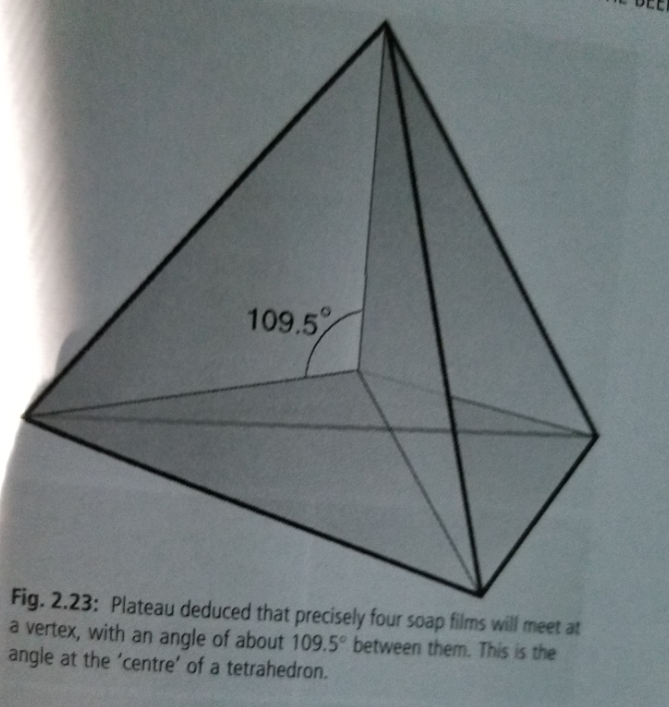 109.5°
Fig. 2.23: Plateau deduced that precisely four soap films will meet at
a vertex, with an angle of about 109.5° between them. This is the
angle at the ‘centre’ of a tetrahedron.